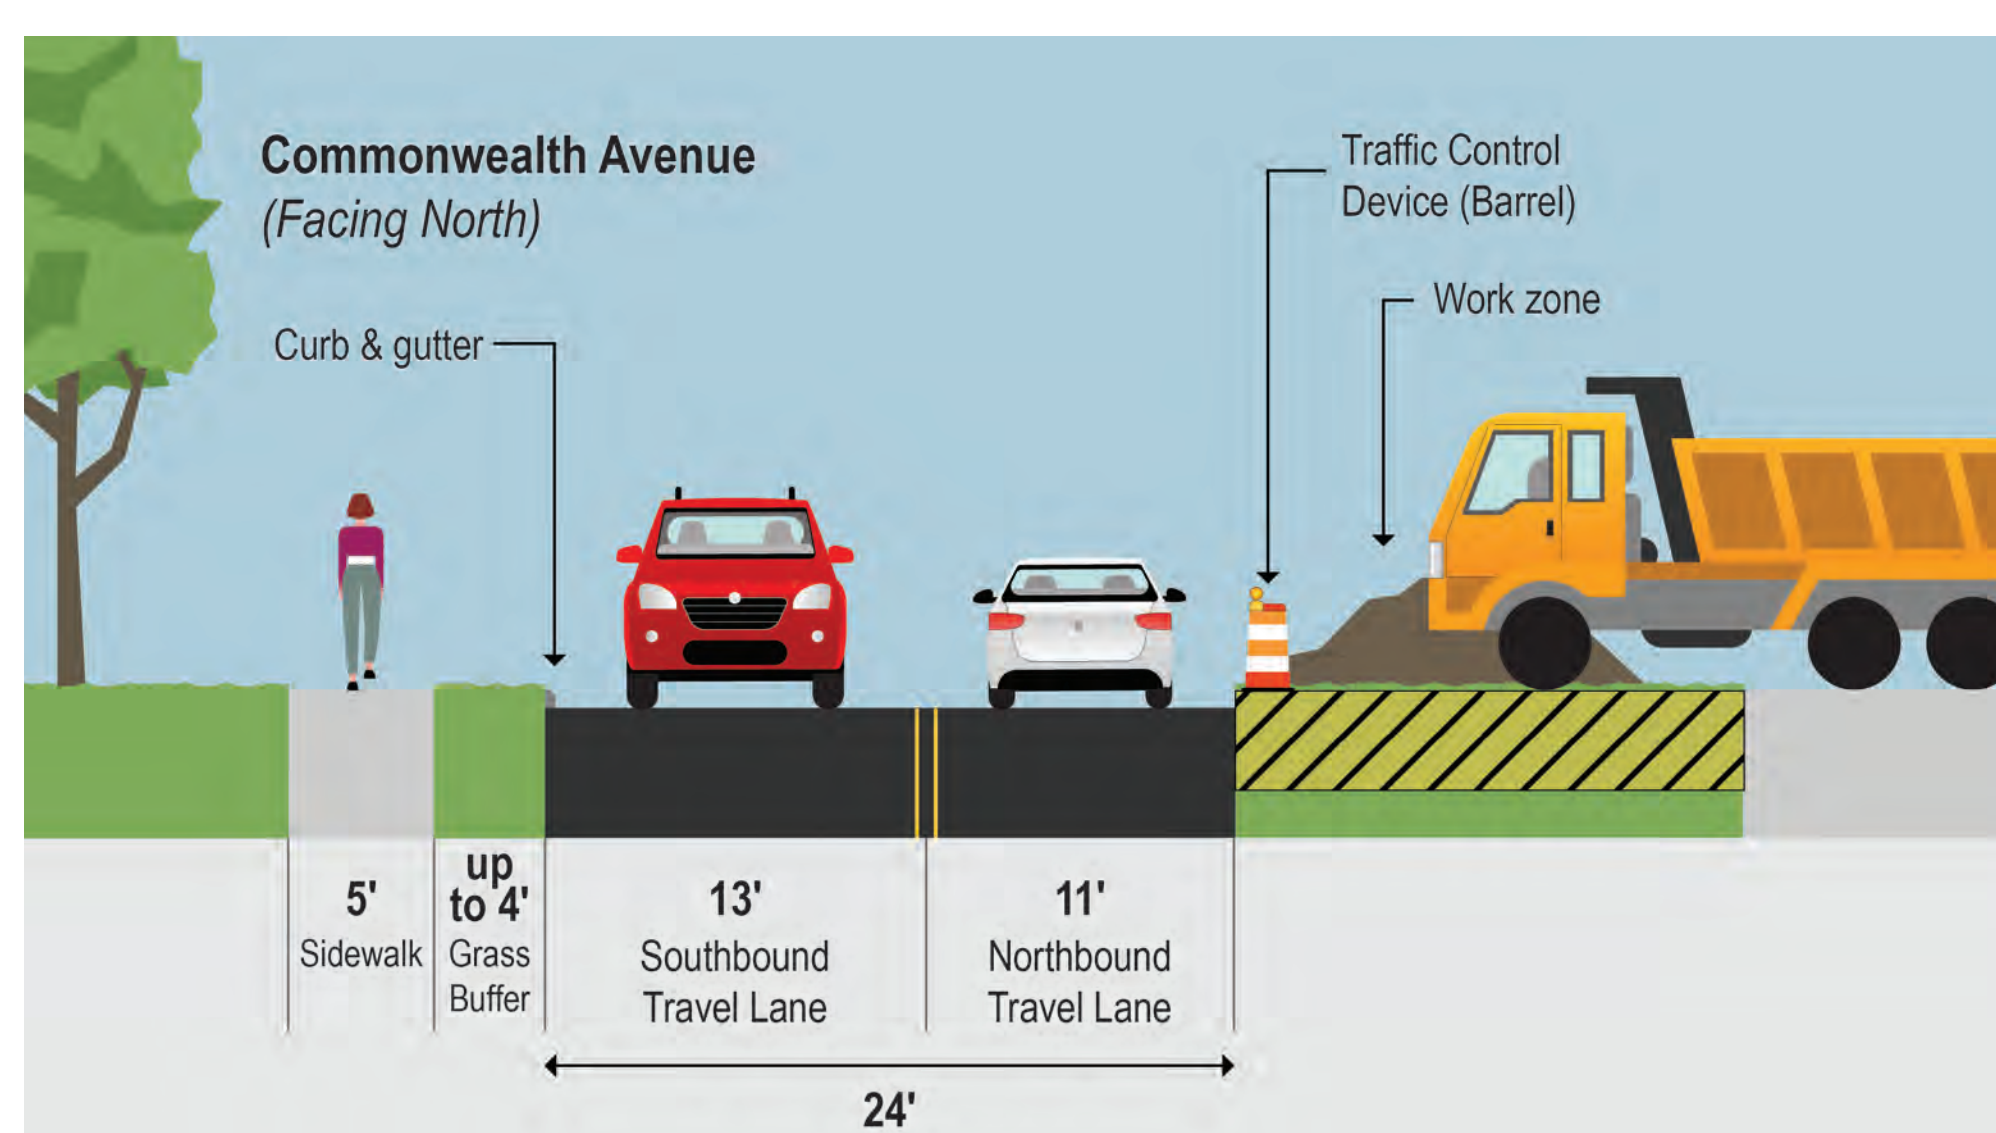 Commonwealth Avenue
(Facing North)
Traffic Control
Device (Barrel)
Work zone
Curb & gutter
5'
Sidewalk
up
to 4'
Grass
Buffer
13'
Southbound
Travel Lane
11'
Northbound
Travel Lane
24'